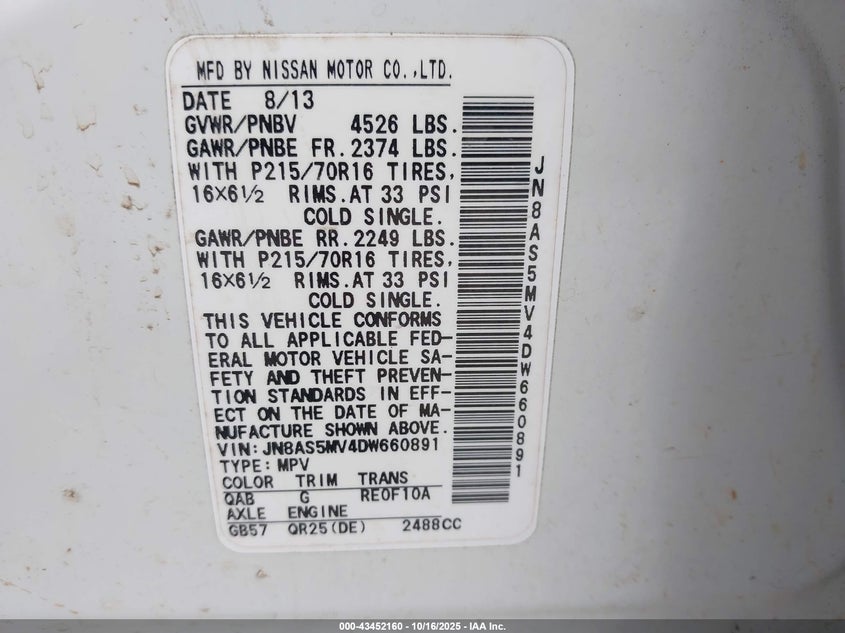 MFD BY NISSAN MOTOR CO.,LTD.
DATE 8/13
GVWR/PNBV 4526 LBS.
GAWR/PNBE FR.2374 LBS.
WITH P215/70R16 TIRES,
16X6½ RIMS.AT 33 PSI
COLD SINGLE.
GAWR/PNBE RR.2249 LBS.
WITH P215/70R16 TIRES,
16X6½ RIMS.AT 33 PSI
COLD SINGLE.
THIS VEHICLE CONFORMS
TO ALL APPLICABLE FED-
ERAL MOTOR VEHICLE SA-
FETY AND THEFT PREVEN-
TION STANDARDS IN EFF-
ECT ON THE DATE OF MA-
NUFACTURE SHOWN ABOVE.
VIN:JN8AS5MV4DW660891
TYPE:MPV
COLOR TRIM TRANS
QAB G RE0F10A
AXLE ENGINE
GB57 QR25(DE) 2488CC
JN8AS5MV4DW660891
000-43452160 - 10/16/2025 - IAA Inc.